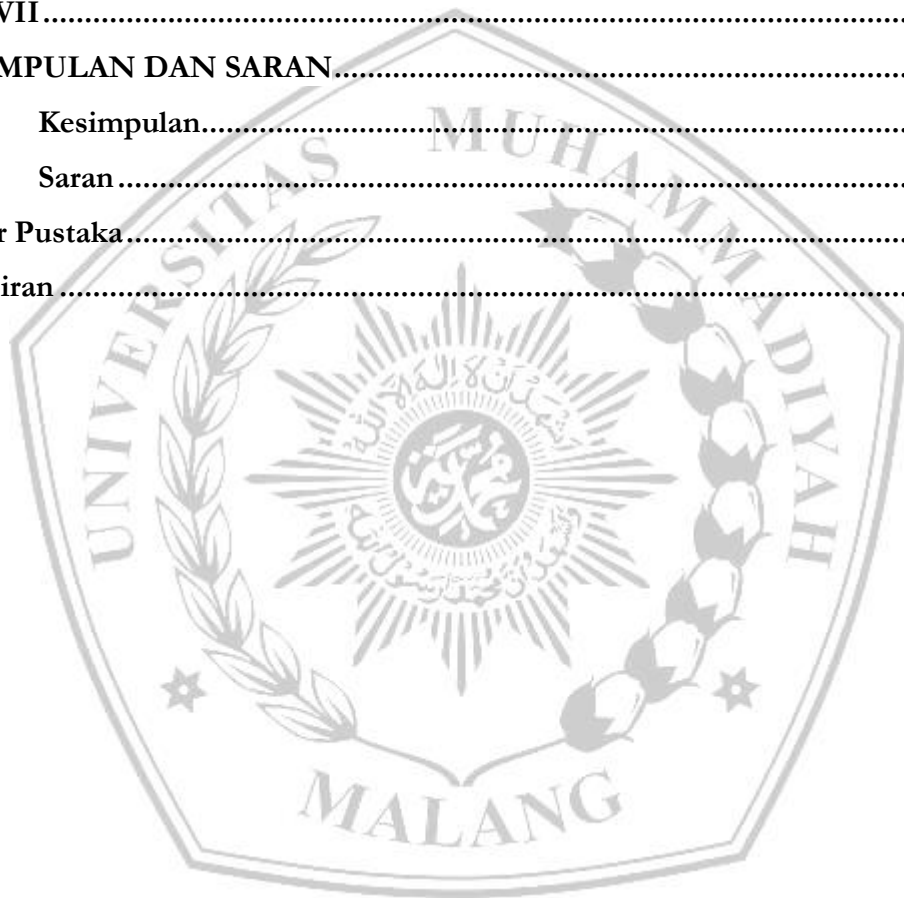 VII
MPULAN DAN SARAN
Kesimpulan
Saran
r Pustaka
iran
UNIVERSITAS MUHAMMADIYAH
MALANG